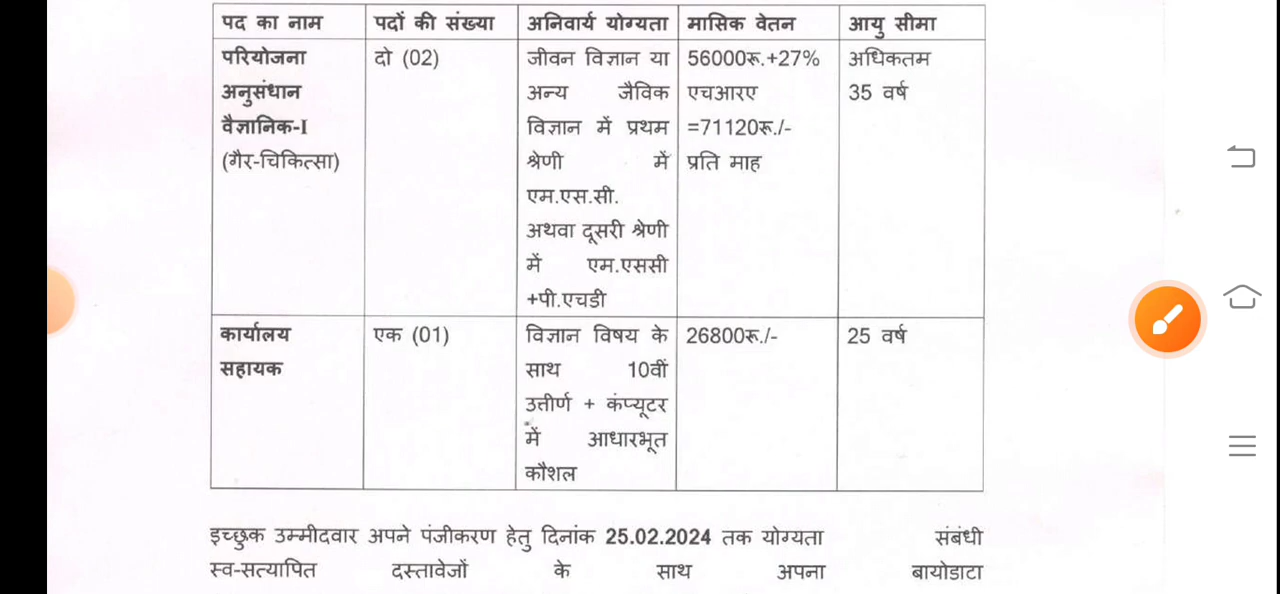 पद का नाम पदों की संख्या अनिवार्य योग्यता मासिक वेतन आयु सीमा
परियोजना
अनुसंधान
वैज्ञानिक-I
(गैर-चिकित्सा)
दो (02)
जीवन विज्ञान या
अन्य जैविक
विज्ञान में प्रथम
श्रेणी में
एम.एस.सी.
अथवा दूसरी श्रेणी
में एम.एससी
+पी.एचडी
56000रू.+27%
एचआरए
=71120रू./-
प्रति माह
अधिकतम
35 वर्ष
कार्यालय
सहायक
एक (01)
विज्ञान विषय के
साथ 10वीं
उत्तीर्ण + कंप्यूटर
में आधारभूत
कौशल
26800रू./-
25 वर्ष
इच्छुक उम्मीदवार अपने पंजीकरण हेतु दिनांक 25.02.2024 तक योग्यता संबंधी
स्व-सत्यापित दस्तावेजों के साथ अपना बायोडाटा